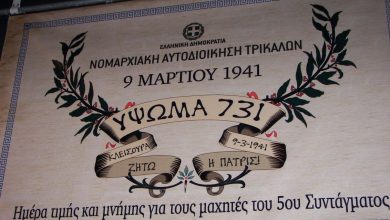 ΕΛΛΗΝΙΚΗ ΔΗΜΟΚΡΑΤΙΑ
ΝΟΜΑΡΧΙΑΚΗ ΑΥΤΟΔΙΟΙΚΗΣΗ ΤΡΙΚΑΛΩΝ
9 ΜΑΡΤΙΟΥ 1941
ΥΨΩΜΑ 731
ΚΛΕΙΣΟΥΡΑ 9-3-1941
ΖΗΤΩ Η ΠΑΤΡΙΣ!
Ημέρα τιμής και μνήμης για τους μαχητές του 5ου Συντάγματος